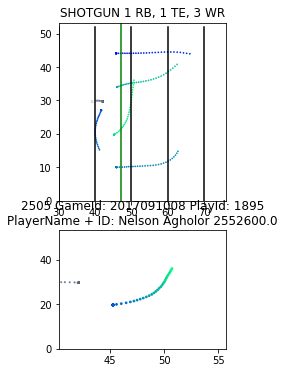 SHOTGUN 1 RB, 1 TE, 3 WR
50
40
30
20
10
0
30 40 50 60 70
2505 GameId: 2017091008 PlayId: 1895
PlayerName + ID: Nelson Agholor 2552600.0
40
20
0
45 50 55